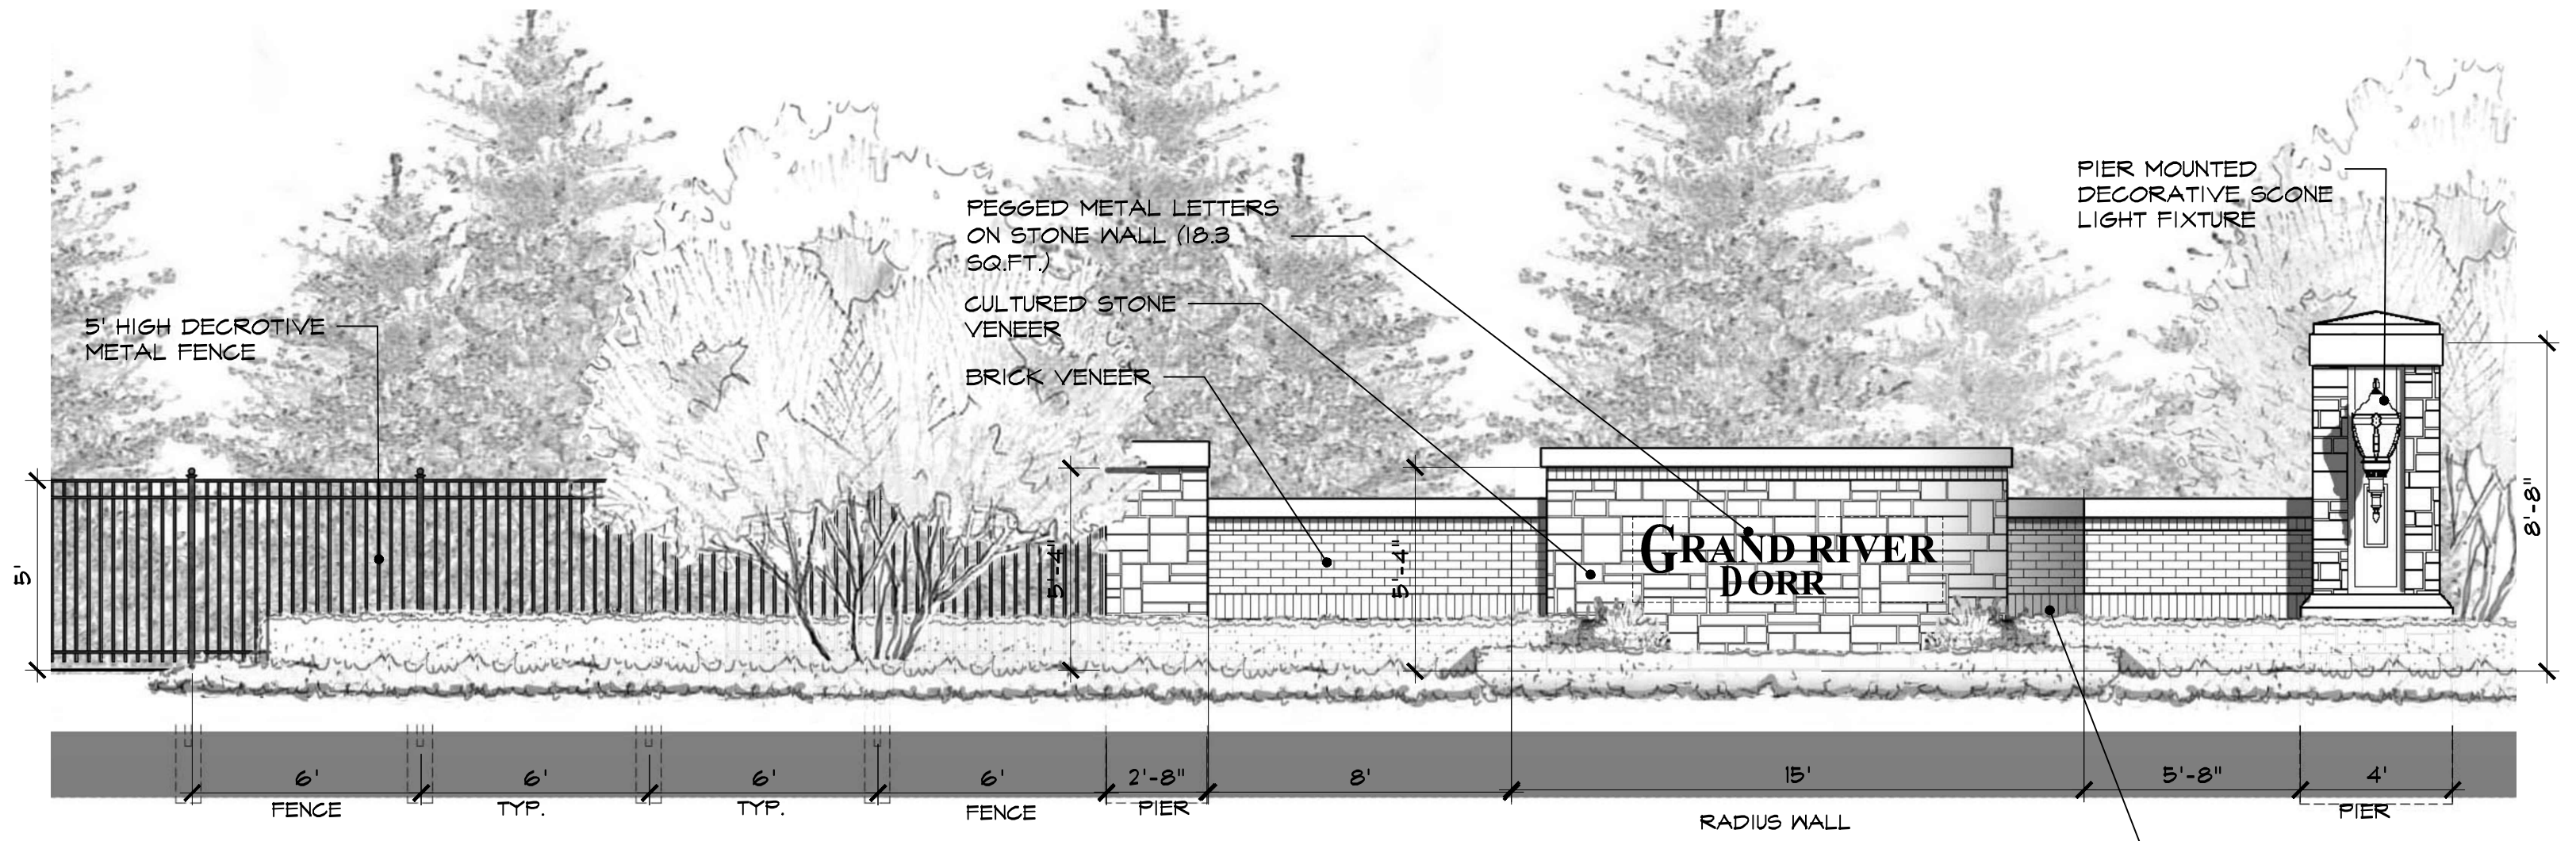 PIER MOUNTED
DECORATIVE SCONE
LIGHT FIXTURE
PEGGED METAL LETTERS
ON STONE WALL (18.3
SQ.FT.)
CULTURED STONE
VENEER
5' HIGH DECROTIVE
METAL FENCE
BRICK VENEER
5'
5'-4"
5'-4"
8'-8"
GRAND RIVER
DORR
6'
6'
6'
6'
2'-8"
8'
15'
5'-8"
4'
FENCE
TYP.
TYP.
FENCE
PIER
RADIUS WALL
PIER